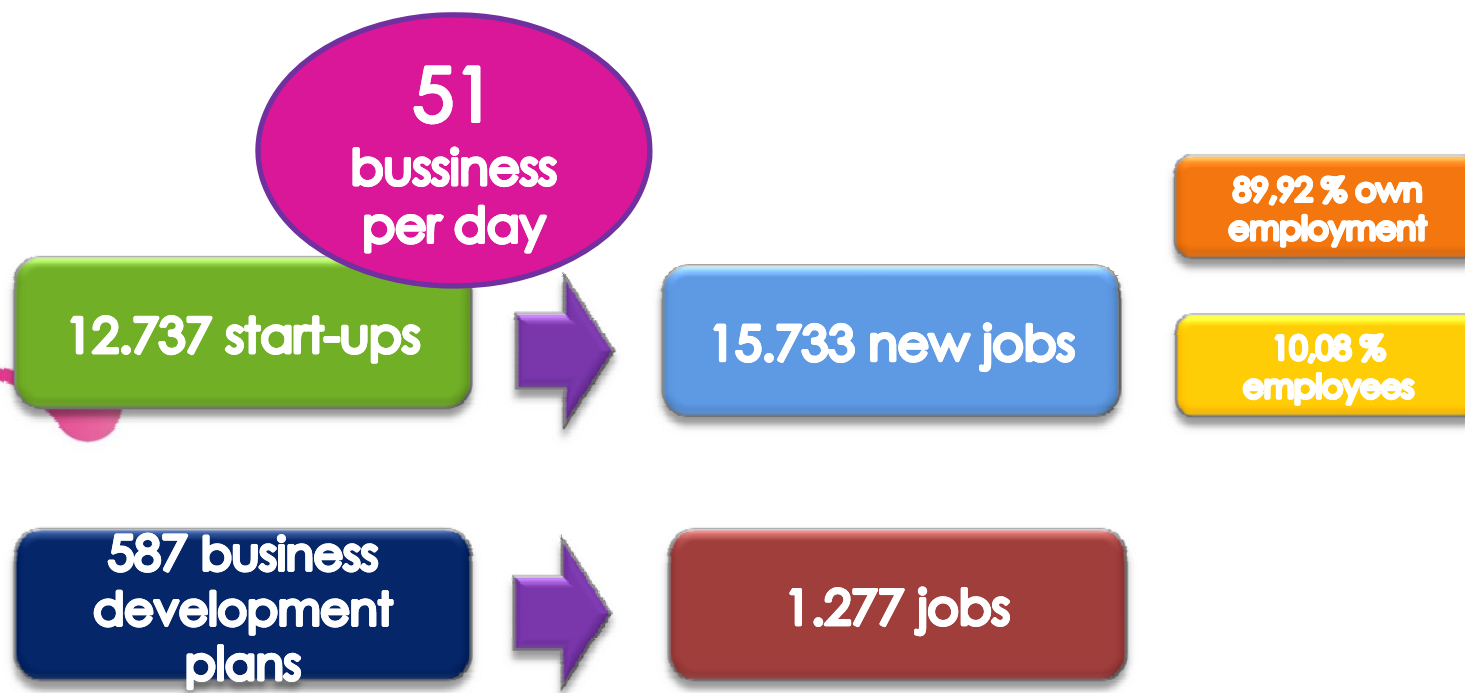 51
bussiness
per day
12.737 start-ups
15.733 new jobs
89,92 % own
employment
10,08 %
employees
587 business
development
plans
1.277 jobs